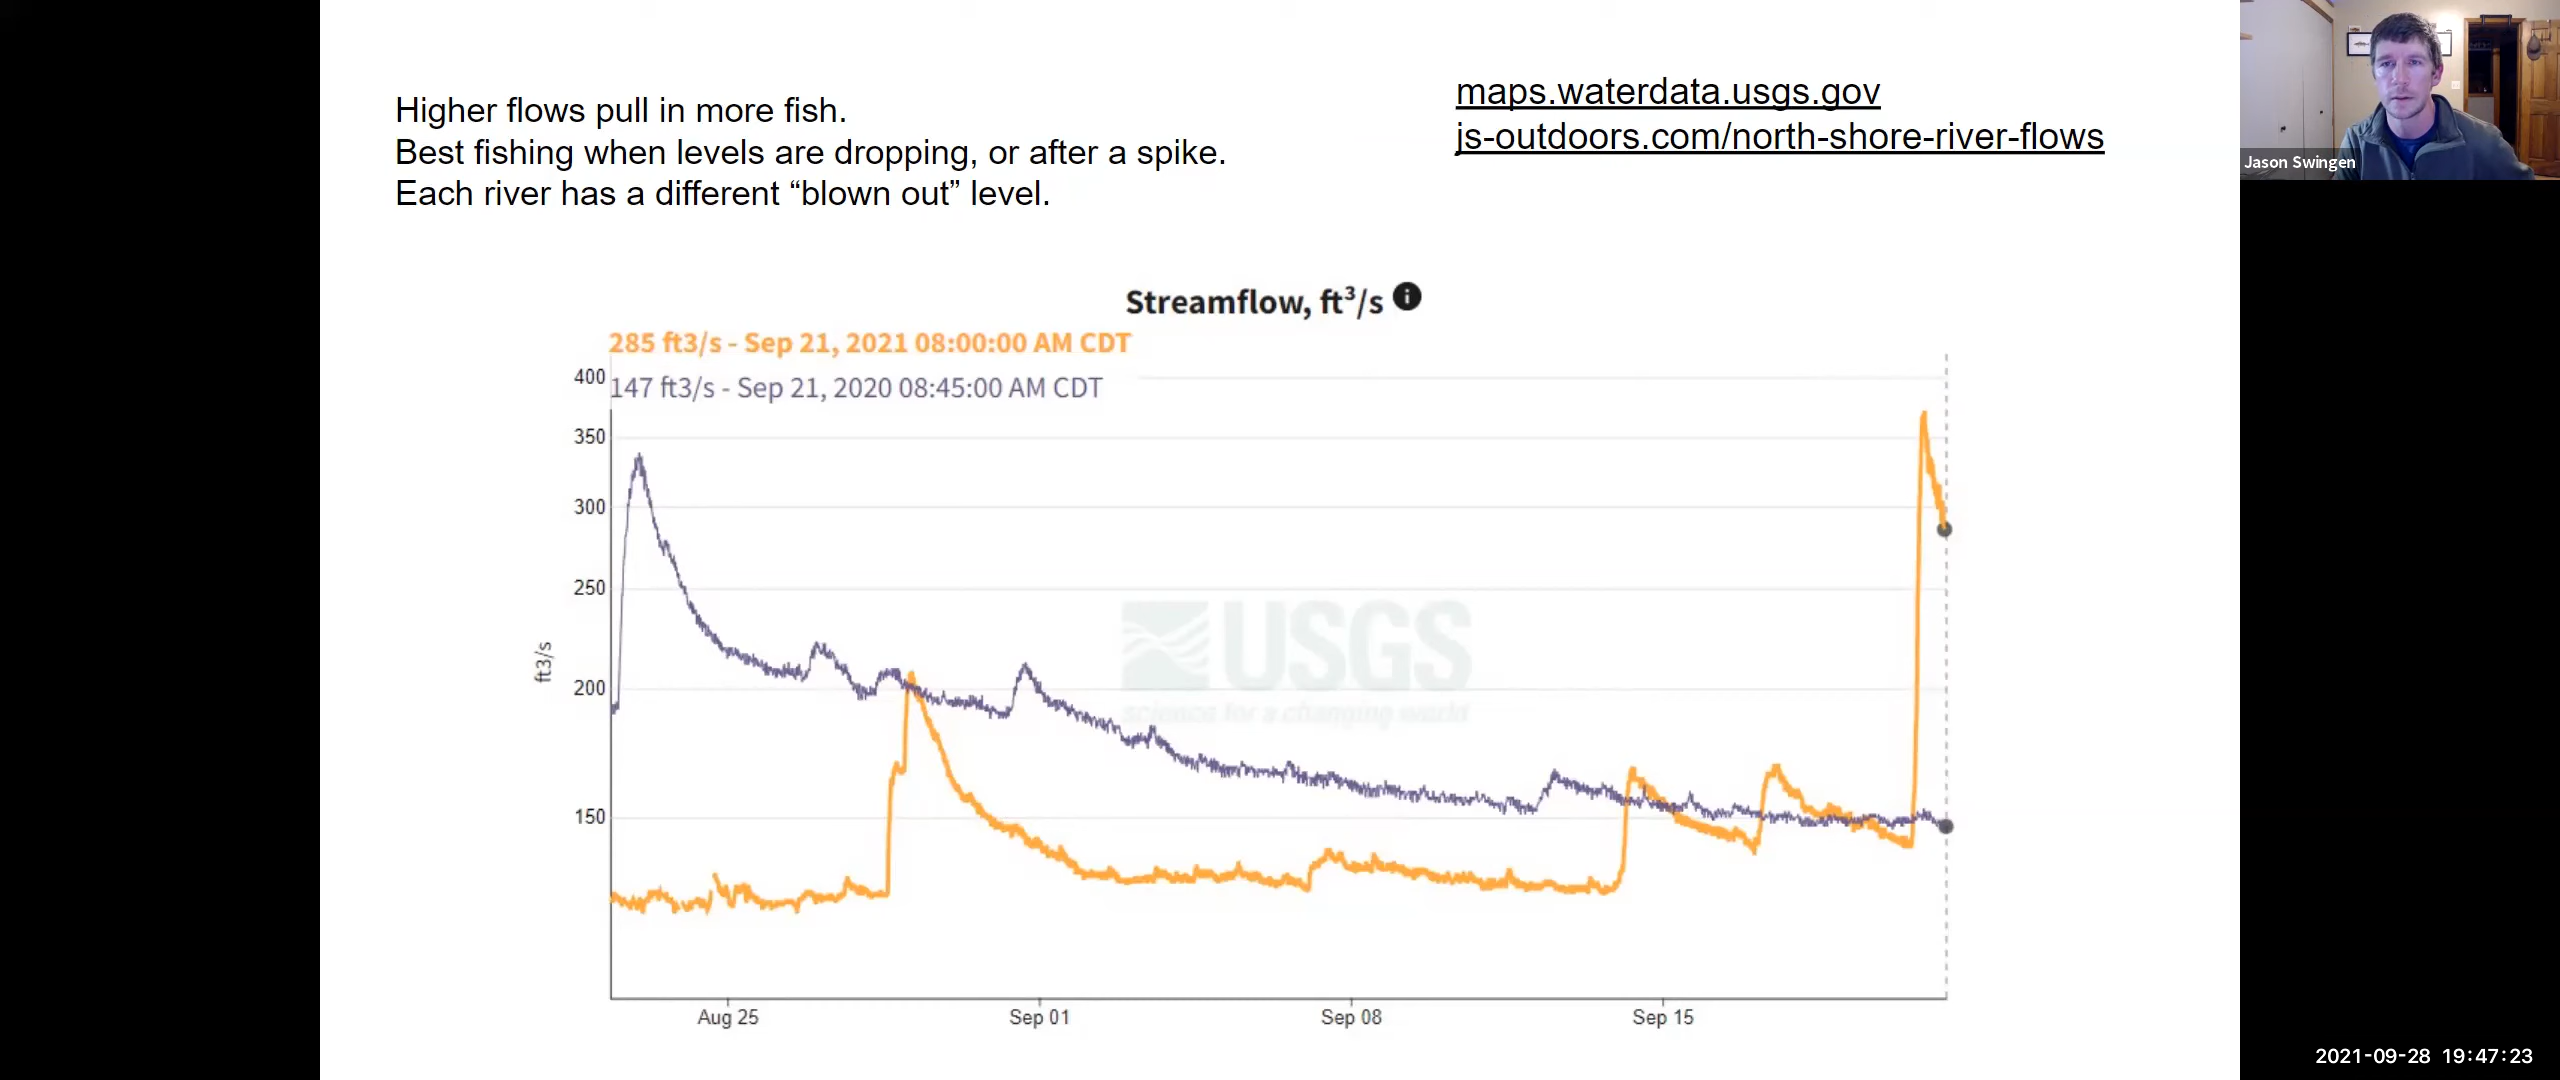 Higher flows pull in more fish.
Best fishing when levels are dropping, or after a spike.
Each river has a different “blown out” level.
maps.waterdata.usgs.gov
js-outdoors.com/north-shore-river-flows
Jason Swingen
Streamflow, ft³/s i
285 ft3/s - Sep 21, 2021 08:00:00 AM CDT
147 ft3/s - Sep 21, 2020 08:45:00 AM CDT
400
350
300
250
200
150
ft3/s
USGS
science for a changing world
Aug 25
Sep 01
Sep 08
Sep 15
2021-09-28 19:47:23